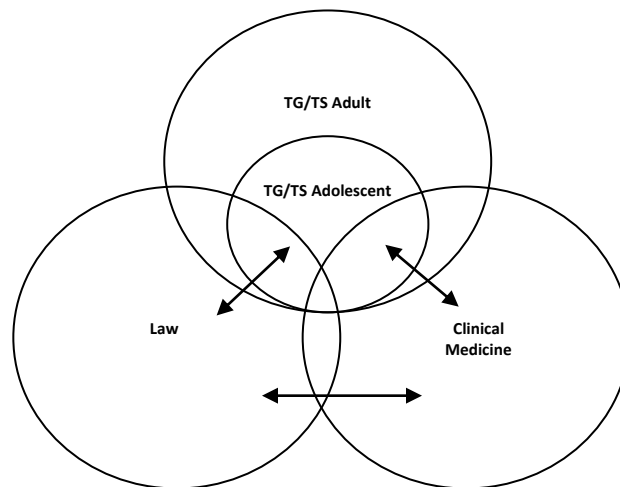 TG/TS Adult
TG/TS Adolescent
Law
Clinical
Medicine